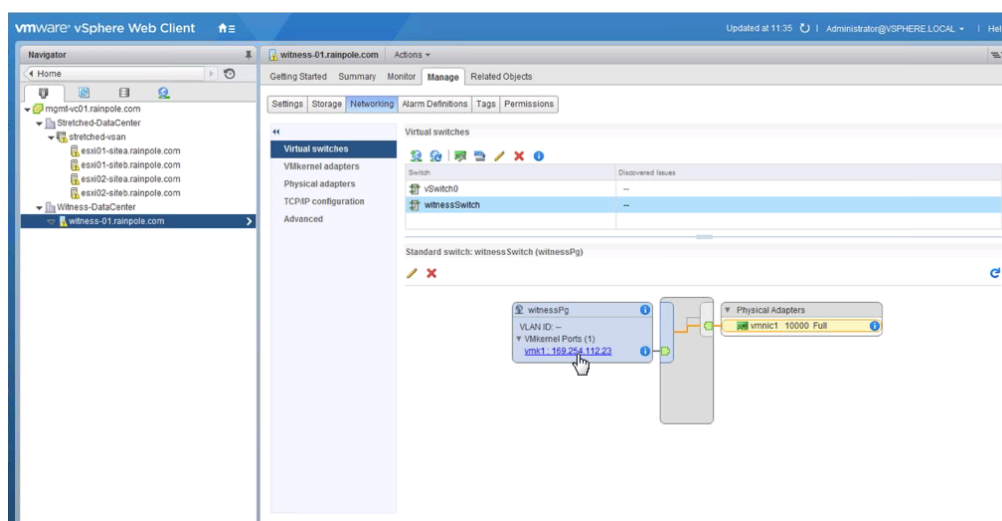 vmware® vSphere Web Client
Updated at 11:35 | Administrator@VSPHERE.LOCAL | Hel
Navigator
Home
mgmt-vc01.rainpole.com
Stretched-DataCenter
stretched-vsan
esxi01-sitea.rainpole.com
esxi01-siteb.rainpole.com
esxi02-sitea.rainpole.com
esxi02-siteb.rainpole.com
Witness-DataCenter
witness-01.rainpole.com
witness-01.rainpole.com Actions
Getting Started Summary Monitor Manage Related Objects
Settings Storage Networking Alarm Definitions Tags Permissions
Virtual switches
VMkernel adapters
Physical adapters
TCP/IP configuration
Advanced
Virtual switches
Switch Discovered Issues
vSwitch0 --
witnessSwitch --
Standard switch: witnessSwitch (witnessPg)
witnessPg
VLAN ID: --
VMkernel Ports (1)
vmk1 : 169.254.112.23
Physical Adapters
vmnic1 10000 Full